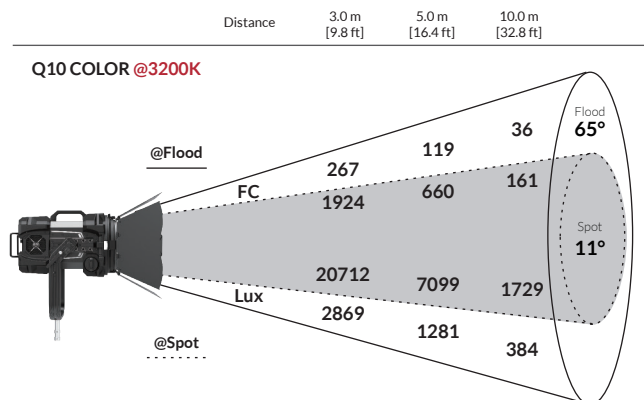 Distance 3.0 m 5.0 m 10.0 m
[9.8 ft] [16.4 ft] [32.8 ft]
Q10 COLOR @3200K
Flood
65°
@Flood
267 119 36
FC
1924 660 161
Spot
11°
20712 7099 1729
Lux
2869 1281 384
@Spot